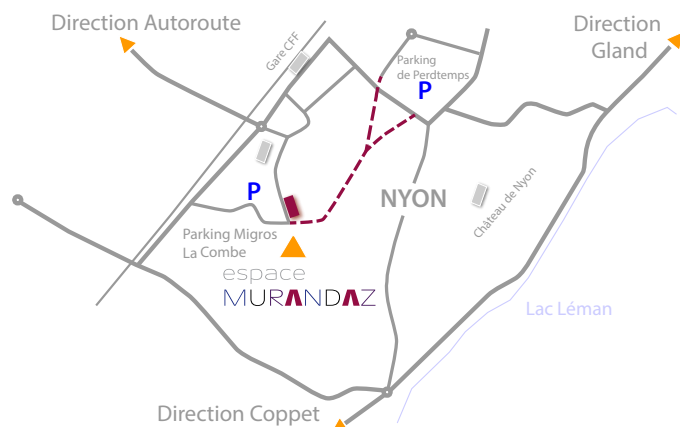 Direction Autoroute
Direction
Gland
Gare CFF
Parking
de Perdtemps
P
P
NYON
Château de Nyon
Parking Migros
La Combe
espace
MURANDAZ
Lac Léman
Direction Coppet